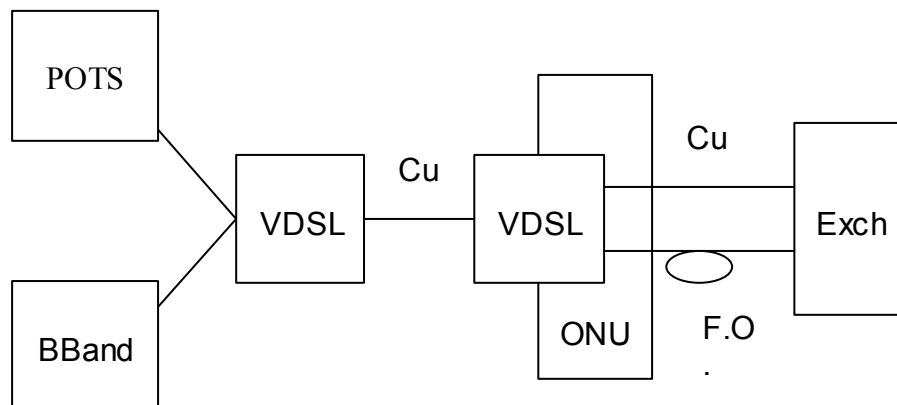 POTS
Cu
Cu
VDSL
VDSL
Exch
BBand
ONU
F.O
.